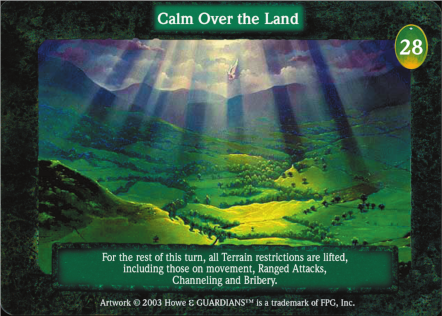 Calm Over the Land
28
For the rest of this turn, all Terrain restrictions are lifted,
including those on movement, Ranged Attacks,
Channeling and Bribery.
Artwork © 2003 Howe & GUARDIANS™ is a trademark of FPG, Inc.